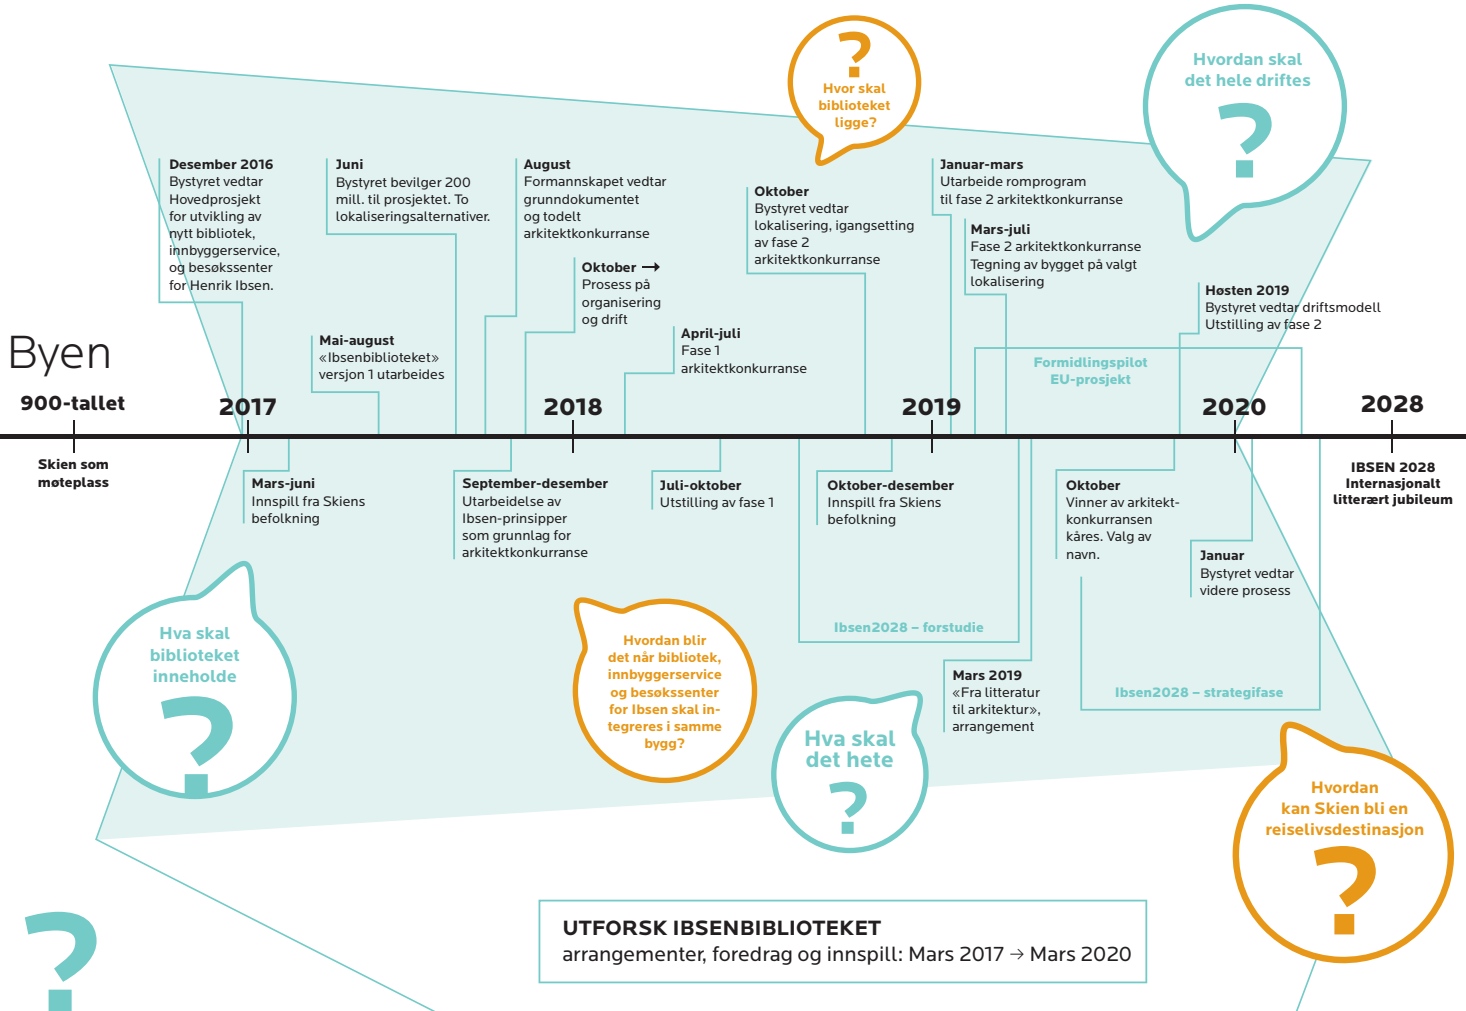 ?
Hvor skal
biblioteket
ligge?
Hvordan skal
det hele driftes
?
Desember 2016
Bystyret vedtar
Hovedprosjekt
for utvikling av
nytt bibliotek,
innbyggerservice,
og besøkssenter
for Henrik Ibsen.
Juni
Bystyret bevilger 200
mill. til prosjektet. To
lokaliseringsalternativer.
August
Formannskapet vedtar
grunndokumentet
og todelt
arkitektkonkurranse
Oktober →
Prosess på
organisering
og drift
Oktober
Bystyret vedtar
lokalisering, igangsetting
av fase 2
arkitektkonkurranse
Januar-mars
Utarbeide romprogram
til fase 2 arkitektkonkurranse
Mars-juli
Fase 2 arkitektkonkurranse
Tegning av bygget på valgt
lokalisering
Høsten 2019
Bystyret vedtar driftsmodell
Utstilling av fase 2
Mai-august
«Ibsenbiblioteket»
versjon 1 utarbeides
April-juli
Fase 1
arkitektkonkurranse
Formidlingspilot
EU-prosjekt
Byen
900-tallet
2017
2018
2019
2020
2028
Skien som
møteplass
Mars-juni
Innspill fra Skiens
befolkning
September-desember
Utarbeidelse av
Ibsen-prinsipper
som grunnlag for
arkitektkonkurranse
Juli-oktober
Utstilling av fase 1
Oktober-desember
Innspill fra Skiens
befolkning
Oktober
Vinner av arkitekt-
konkurransen
kåres. Valg av
navn.
Januar
Bystyret vedtar
videre prosess
IBSEN 2028
Internasjonalt
litterært jubileum
Ibsen2028 – forstudie
Mars 2019
«Fra litteratur
til arkitektur»,
arrangement
Ibsen2028 – strategifase
Hva skal
biblioteket
inneholde
?
Hvordan blir
det når bibliotek,
innbyggerservice
og besøkssenter
for Ibsen skal in-
tegreres i samme
bygg?
Hva skal
det hete
?
Hvordan
kan Skien bli en
reiselivsdestinasjon
?
?
UTFORSK IBSENBIBLIOTEKET
arrangementer, foredrag og innspill: Mars 2017 → Mars 2020